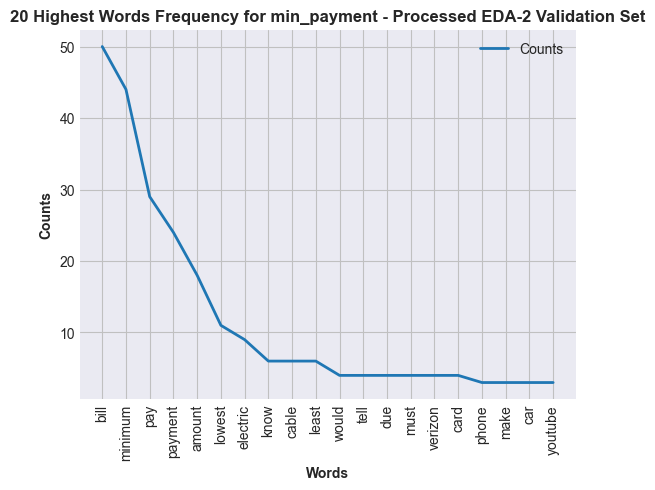 20 Highest Words Frequency for min_payment - Processed EDA-2 Validation Set
Counts
50
40
30
20
10
Counts
bill
minimum
pay
payment
amount
lowest
electric
know
cable
least
would
tell
due
must
verizon
card
phone
make
car
youtube
Words